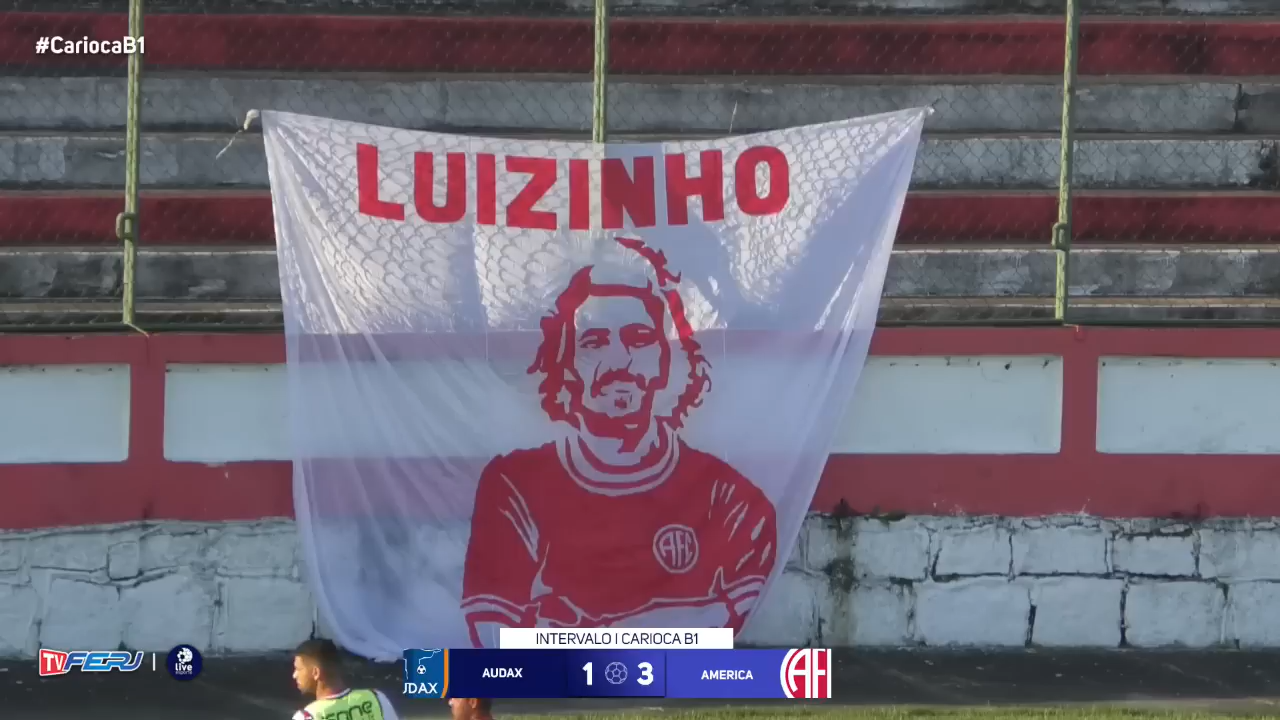 #CariocaB1
LUIZINHO
AFC
INTERVALO | CARIOCA B1
TV FERJ | live
UDAX AUDAX 1 3 AMERICA AF